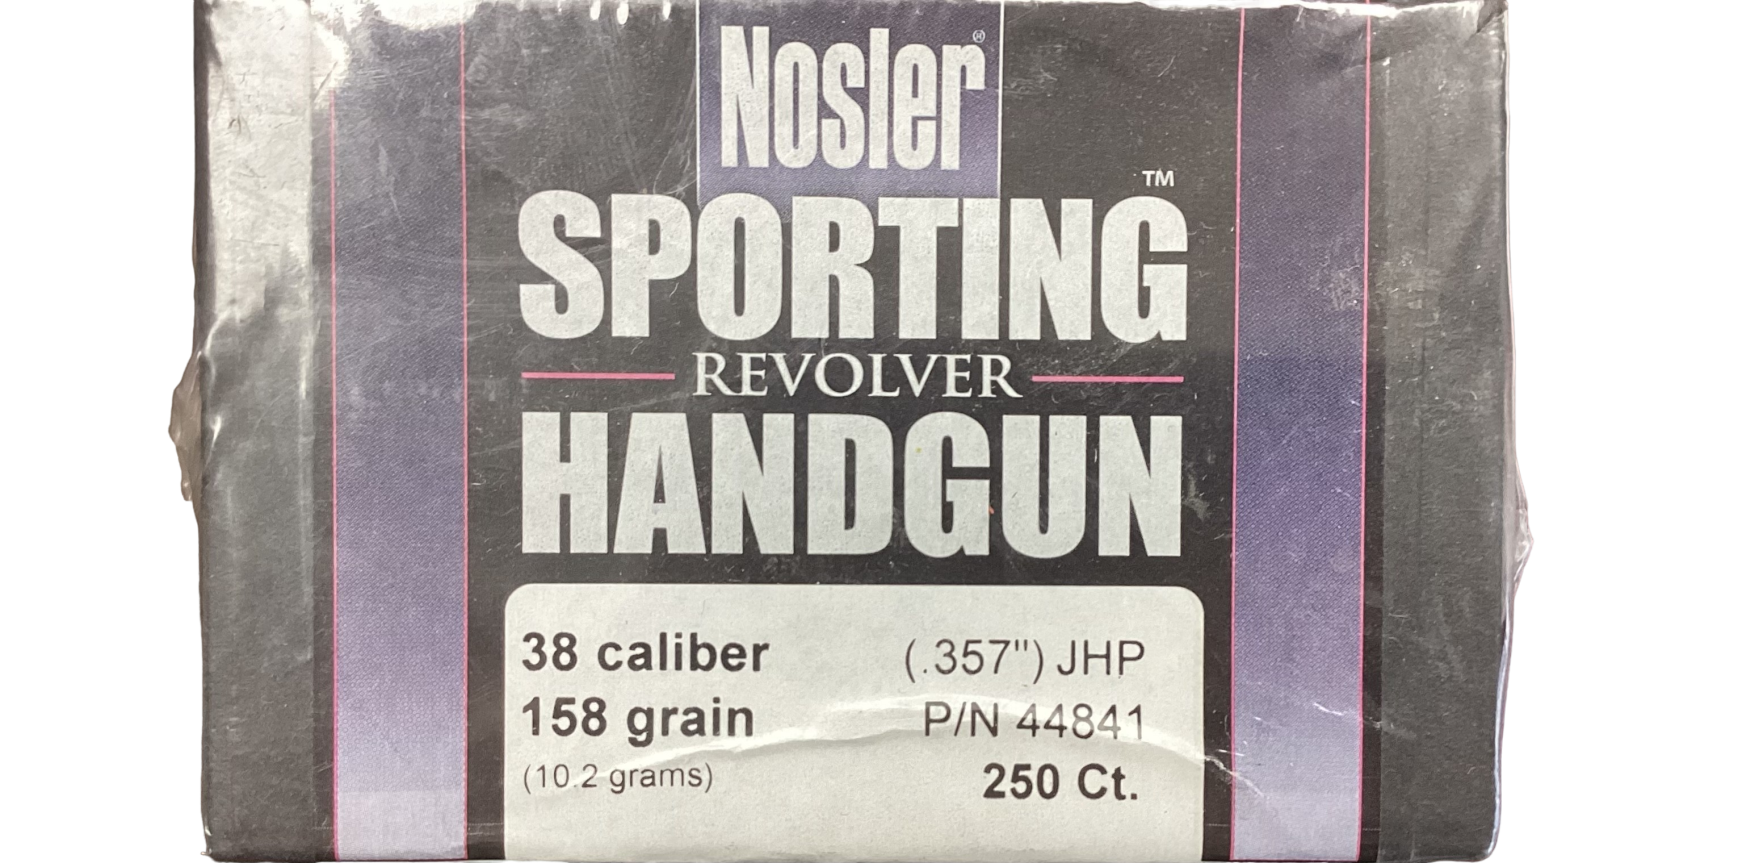 Nosler®
SPORTING™
REVOLVER
HANDGUN
38 caliber (.357") JHP
158 grain P/N 44841
(10.2 grams) 250 Ct.